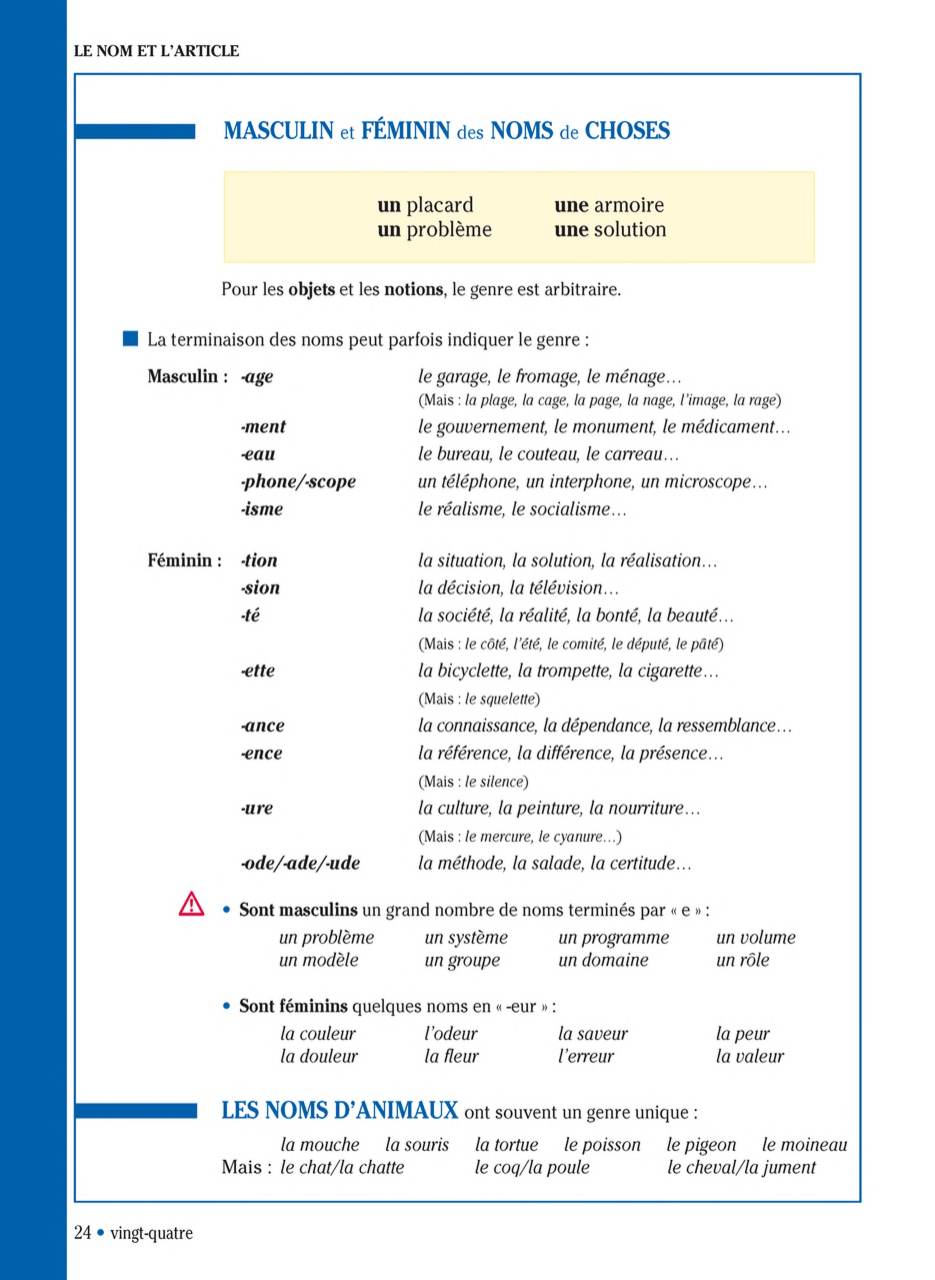 LE NOM ET L'ARTICLE
MASCULIN et FÉMININ des NOMS de CHOSES
un placard une armoire
un problème une solution
Pour les objets et les notions, le genre est arbitraire.
La terminaison des noms peut parfois indiquer le genre :
Masculin : -age le garage, le fromage, le ménage…
(Mais : la plage, la cage, la page, la nage, l'image, la rage)
-ment le gouvernement, le monument, le médicament…
-eau le bureau, le couteau, le carreau…
-phone/-scope un téléphone, un interphone, un microscope…
-isme le réalisme, le socialisme…
Féminin : -tion la situation, la solution, la réalisation…
-sion la décision, la télévision…
-té la société, la réalité, la bonté, la beauté…
(Mais : le côté, l'été, le comité, le député, le pâté)
-ette la bicyclette, la trompette, la cigarette…
(Mais : le squelette)
-ance la connaissance, la dépendance, la ressemblance…
-ence la référence, la différence, la présence…
(Mais : le silence)
-ure la culture, la peinture, la nourriture…
(Mais : le mercure, le cyanure…)
-ode/-ade/-ude la méthode, la salade, la certitude…
• Sont masculins un grand nombre de noms terminés par « e » :
un problème un système un programme un volume
un modèle un groupe un domaine un rôle
• Sont féminins quelques noms en « -eur » :
la couleur l'odeur la saveur la peur
la douleur la fleur l'erreur la valeur
LES NOMS D'ANIMAUX ont souvent un genre unique :
la mouche la souris la tortue le poisson le pigeon le moineau
Mais : le chat/la chatte le coq/la poule le cheval/la jument
24 • vingt-quatre